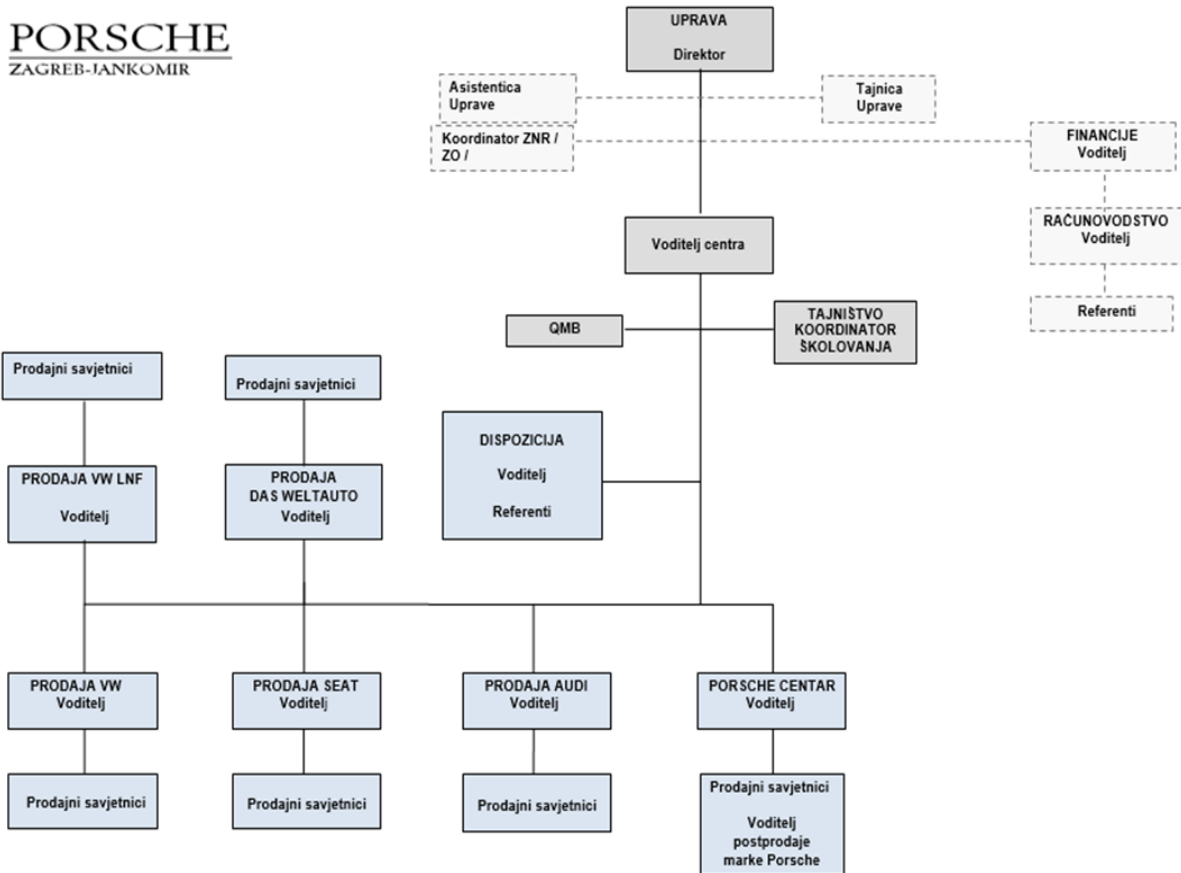 PORSCHE
ZAGREB-JANKOMIR
UPRAVA
Direktor
Asistentica
Uprave
Tajnica
Uprave
Koordinator ZNR /
ZO /
FINANCIJE
Voditelj
RAČUNOVODSTVO
Voditelj
Referenti
Voditelj centra
QMB
TAJNIŠTVO
KOORDINATOR
ŠKOLOVANJA
Prodajni savjetnici
Prodajni savjetnici
DISPOZICIJA
Voditelj
Referenti
PRODAJA VW LNF
Voditelj
PRODAJA
DAS WELTAUTO
Voditelj
PRODAJA VW
Voditelj
PRODAJA SEAT
Voditelj
PRODAJA AUDI
Voditelj
PORSCHE CENTAR
Voditelj
Prodajni savjetnici
Prodajni savjetnici
Prodajni savjetnici
Prodajni savjetnici
Voditelj
postprodaje
marke Porsche